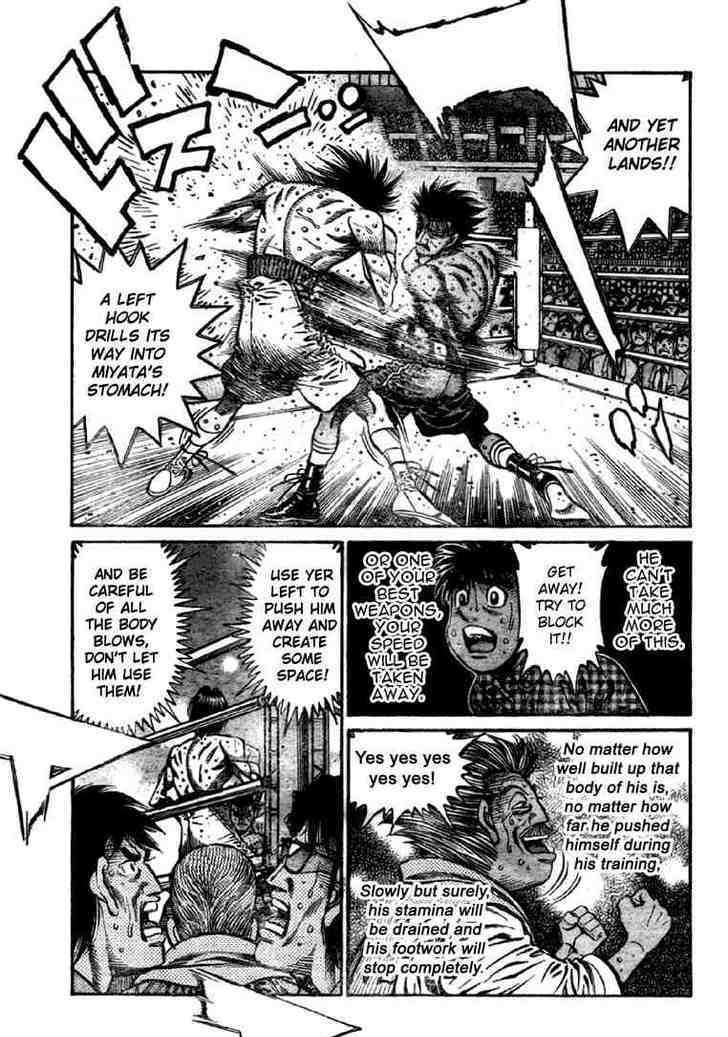 AND YET
ANOTHER
LANDS!!
A LEFT
HOOK
DRILLS ITS
WAY INTO
MIYATA'S
STOMACH!
HE
CAN'T
TAKE
MUCH
MORE
OF THIS.
GET
AWAY!
TRY TO
BLOCK
IT!!
OR ONE
OF YOUR
BEST
WEAPONS,
YOUR
SPEED
WILL BE
TAKEN
AWAY.
USE YER
LEFT TO
PUSH HIM
AWAY AND
CREATE
SOME
SPACE!
AND BE
CAREFUL
OF ALL
THE BODY
BLOWS,
DON'T LET
HIM USE
THEM!
No matter how
well built up that
body of his is,
no matter how
far he pushed
himself during
his training,
Yes yes yes
yes yes!
Slowly but surely,
his stamina will
be drained and
his footwork will
stop completely.